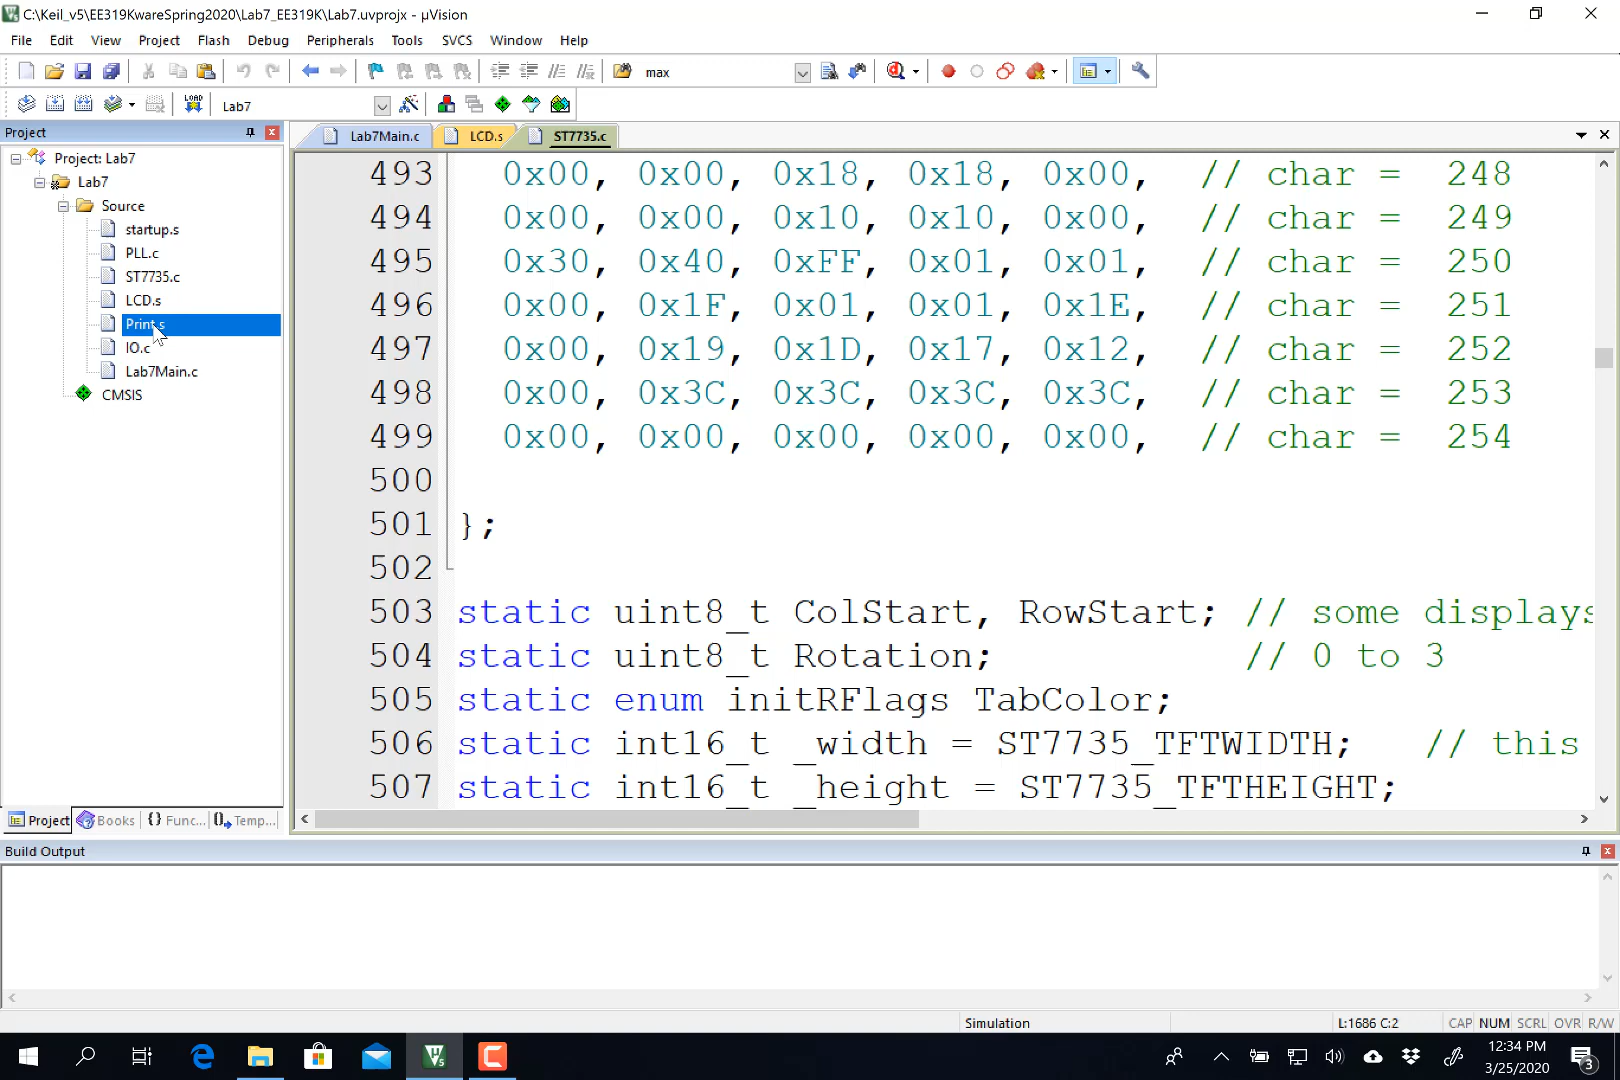 C:\Keil_v5\EE319KwareSpring2020\Lab7_EE319K\Lab7.uvprojx - µVision
File Edit View Project Flash Debug Peripherals Tools SVCS Window Help
max
LOAD Lab7
Project
Lab7Main.c LCD.s ST7735.c
Project: Lab7
Lab7
Source
startup.s
PLL.c
ST7735.c
LCD.s
Print.s
IO.c
Lab7Main.c
CMSIS
493 0x00, 0x00, 0x18, 0x18, 0x00, // char = 248
494 0x00, 0x00, 0x10, 0x10, 0x00, // char = 249
495 0x30, 0x40, 0xFF, 0x01, 0x01, // char = 250
496 0x00, 0x1F, 0x01, 0x01, 0x1E, // char = 251
497 0x00, 0x19, 0x1D, 0x17, 0x12, // char = 252
498 0x00, 0x3C, 0x3C, 0x3C, 0x3C, // char = 253
499 0x00, 0x00, 0x00, 0x00, 0x00, // char = 254
500
501 };
502
503 static uint8_t ColStart, RowStart; // some displays
504 static uint8_t Rotation; // 0 to 3
505 static enum initRFlags TabColor;
506 static int16_t _width = ST7735_TFTWIDTH; // this
507 static int16_t _height = ST7735_TFTHEIGHT;
Project Books {} Func... Temp...
Build Output
Simulation L:1686 C:2 CAP NUM SCRL OVR R/W
12:34 PM
3/25/2020
3